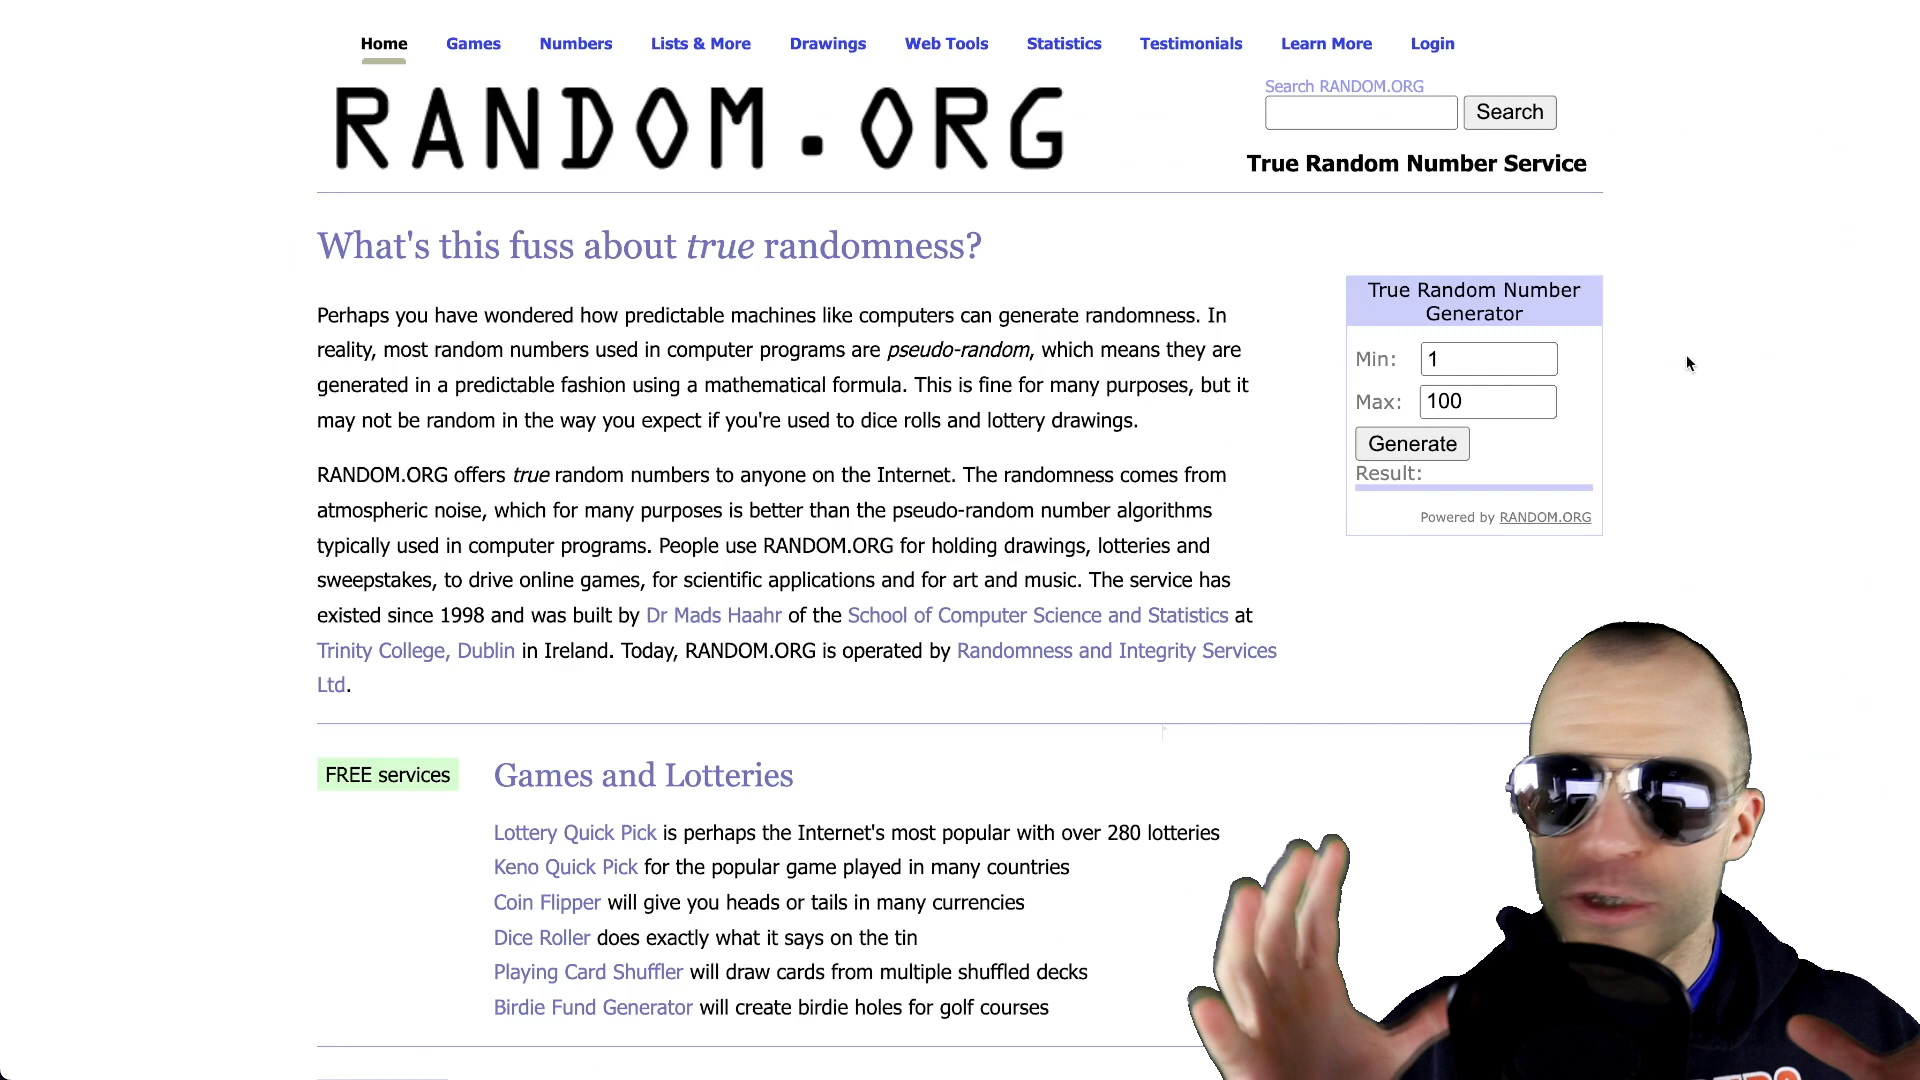 Home Games Numbers Lists & More Drawings Web Tools Statistics Testimonials Learn More Login
RANDOM.ORG
Search RANDOM.ORG
Search
True Random Number Service
What's this fuss about true randomness?
Perhaps you have wondered how predictable machines like computers can generate randomness. In
reality, most random numbers used in computer programs are pseudo-random, which means they are
generated in a predictable fashion using a mathematical formula. This is fine for many purposes, but it
may not be random in the way you expect if you're used to dice rolls and lottery drawings.
RANDOM.ORG offers true random numbers to anyone on the Internet. The randomness comes from
atmospheric noise, which for many purposes is better than the pseudo-random number algorithms
typically used in computer programs. People use RANDOM.ORG for holding drawings, lotteries and
sweepstakes, to drive online games, for scientific applications and for art and music. The service has
existed since 1998 and was built by Dr Mads Haahr of the School of Computer Science and Statistics at
Trinity College, Dublin in Ireland. Today, RANDOM.ORG is operated by Randomness and Integrity Services
Ltd.
True Random Number
Generator
Min: 1
Max: 100
Generate
Result:
Powered by RANDOM.ORG
FREE services
Games and Lotteries
Lottery Quick Pick is perhaps the Internet's most popular with over 280 lotteries
Keno Quick Pick for the popular game played in many countries
Coin Flipper will give you heads or tails in many currencies
Dice Roller does exactly what it says on the tin
Playing Card Shuffler will draw cards from multiple shuffled decks
Birdie Fund Generator will create birdie holes for golf courses